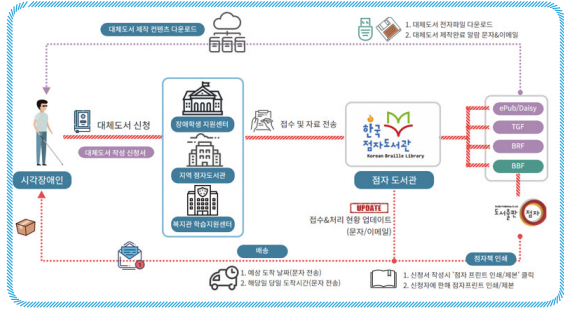 대체도서 제작 컨텐츠 다운로드
1. 대체도서 전자파일 다운로드
2. 대체도서 제작완료 알람 문자&이메일
대체도서 신청
대체도서 작성 신청서
시각장애인
장애학생 지원센터
지역 점자도서관
복지관 학습지원센터
접수 및 자료 전송
한국
점자도서관
Korean Braille Library
점자 도서관
ePub/Daisy
TGF
BRF
BBF
도서출판 점자
UPDATE
접수&처리 현황 업데이트
(문자/이메일)
배송
점자책 인쇄
1. 예상 도착 날짜(문자 전송)
2. 해당일 당일 도착시간(문자 전송)
1. 신청서 작성시 '점자 프린트 인쇄/제본' 클릭
2. 신청자에 한해 점자프린트 인쇄/제본